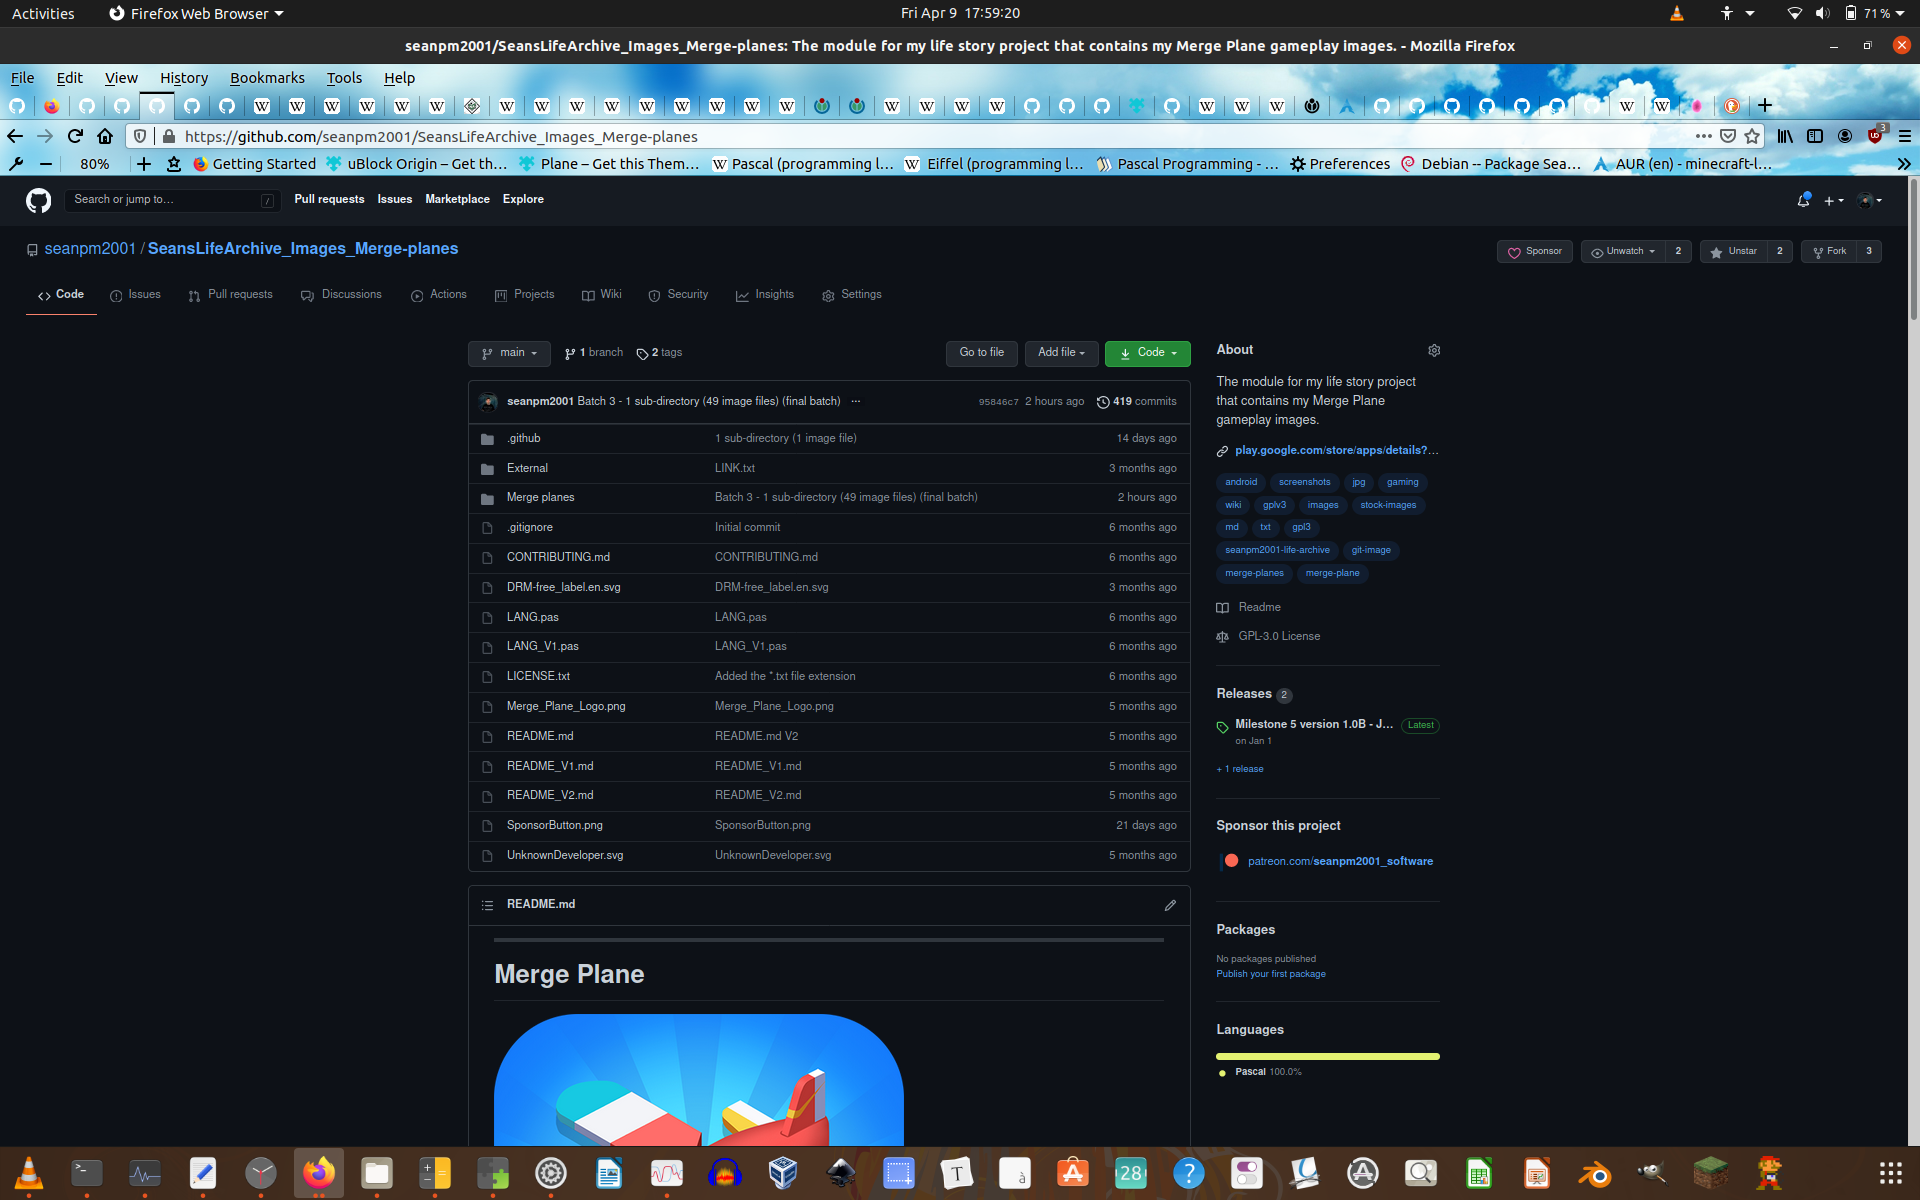 Activities
Firefox Web Browser
Fri Apr 9 17:59:20
71 %
seanpm2001/SeansLifeArchive_Images_Merge-planes: The module for my life story project that contains my Merge Plane gameplay images. - Mozilla Firefox
File Edit View History Bookmarks Tools Help
https://github.com/seanpm2001/SeansLifeArchive_Images_Merge-planes
3
80%
Getting Started
uBlock Origin – Get th…
Plane – Get this Them…
Pascal (programming l…
Eiffel (programming l…
Pascal Programming - …
Preferences
Debian -- Package Sea…
AUR (en) - minecraft-l…
Search or jump to…
/
Pull requests Issues Marketplace Explore
seanpm2001 / SeansLifeArchive_Images_Merge-planes
Sponsor
Unwatch 2
Unstar 2
Fork 3
Code
Issues
Pull requests
Discussions
Actions
Projects
Wiki
Security
Insights
Settings
main
1 branch
2 tags
Go to file
Add file
Code
seanpm2001 Batch 3 - 1 sub-directory (49 image files) (final batch) ...
95846c7 2 hours ago
419 commits
.github 1 sub-directory (1 image file) 14 days ago
External LINK.txt 3 months ago
Merge planes Batch 3 - 1 sub-directory (49 image files) (final batch) 2 hours ago
.gitignore Initial commit 6 months ago
CONTRIBUTING.md CONTRIBUTING.md 6 months ago
DRM-free_label.en.svg DRM-free_label.en.svg 3 months ago
LANG.pas LANG.pas 6 months ago
LANG_V1.pas LANG_V1.pas 6 months ago
LICENSE.txt Added the *.txt file extension 6 months ago
Merge_Plane_Logo.png Merge_Plane_Logo.png 5 months ago
README.md README.md V2 5 months ago
README_V1.md README_V1.md 5 months ago
README_V2.md README_V2.md 5 months ago
SponsorButton.png SponsorButton.png 21 days ago
UnknownDeveloper.svg UnknownDeveloper.svg 5 months ago
README.md
Merge Plane
About
The module for my life story project
that contains my Merge Plane
gameplay images.
play.google.com/store/apps/details?…
android screenshots jpg gaming
wiki gplv3 images stock-images
md txt gpl3
seanpm2001-life-archive git-image
merge-planes merge-plane
Readme
GPL-3.0 License
Releases 2
Milestone 5 version 1.0B - J… Latest
on Jan 1
+ 1 release
Sponsor this project
patreon.com/seanpm2001_software
Packages
No packages published
Publish your first package
Languages
Pascal 100.0%